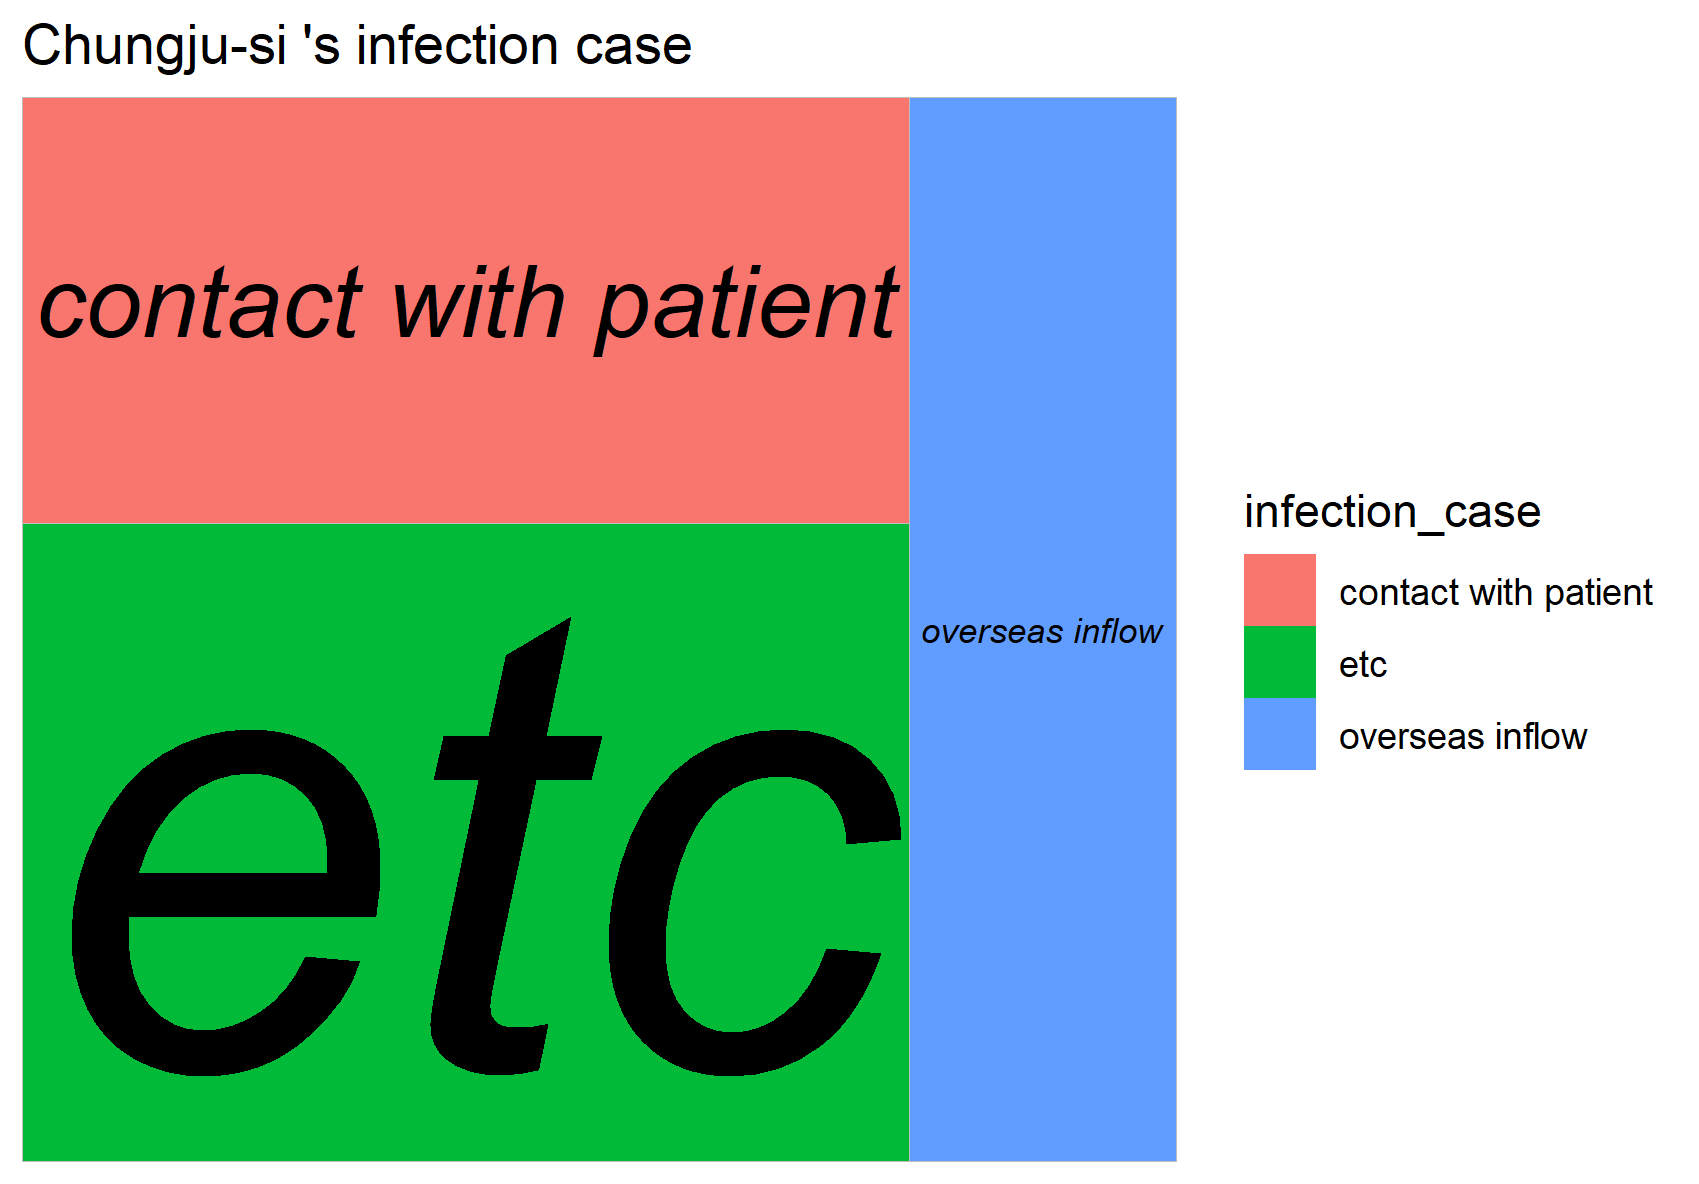 Chungju-si 's infection case
contact with patient
etc
overseas inflow
infection_case
contact with patient
etc
overseas inflow